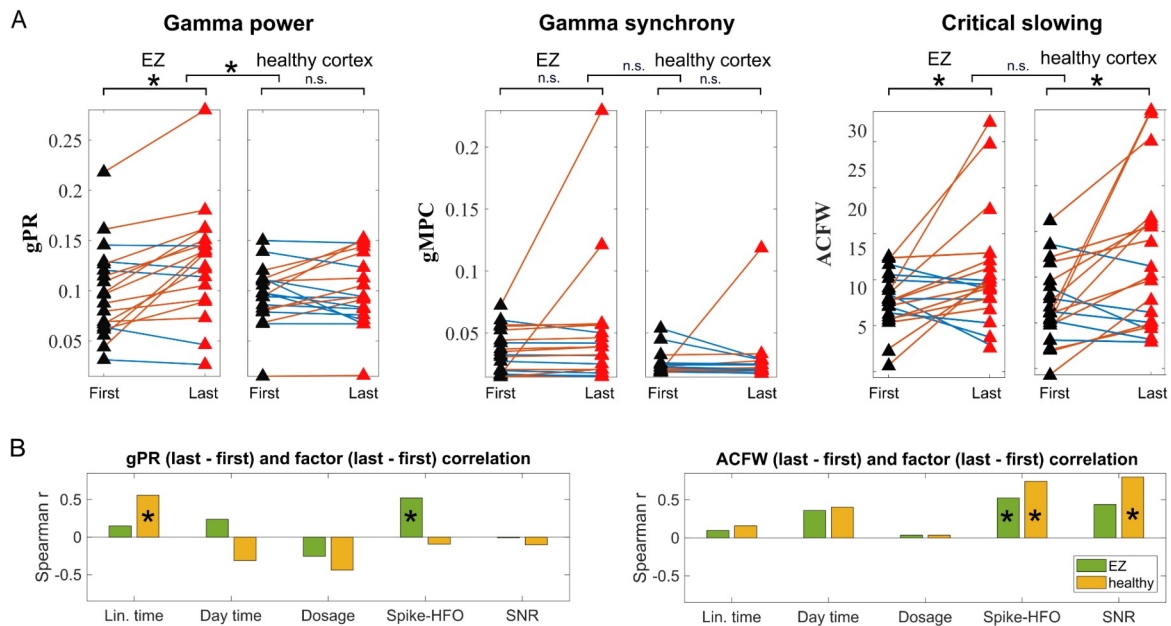 A
Gamma power
Gamma synchrony
Critical slowing
EZ
healthy cortex
EZ
healthy cortex
EZ
healthy cortex
*
*
n.s.
n.s.
n.s.
n.s.
*
n.s.
*
gPR
0.25
0.2
0.15
0.1
0.05
First
Last
First
Last
gMPC
0.2
0.15
0.1
0.05
First
Last
First
Last
ACFW
30
20
15
10
5
First
Last
First
Last
B
gPR (last - first) and factor (last - first) correlation
Spearman r
0.5
0
-0.5
*
*
Lin. time
Day time
Dosage
Spike-HFO
SNR
ACFW (last - first) and factor (last - first) correlation
Spearman r
0.5
0
-0.5
*
*
*
EZ
healthy
Lin. time
Day time
Dosage
Spike-HFO
SNR